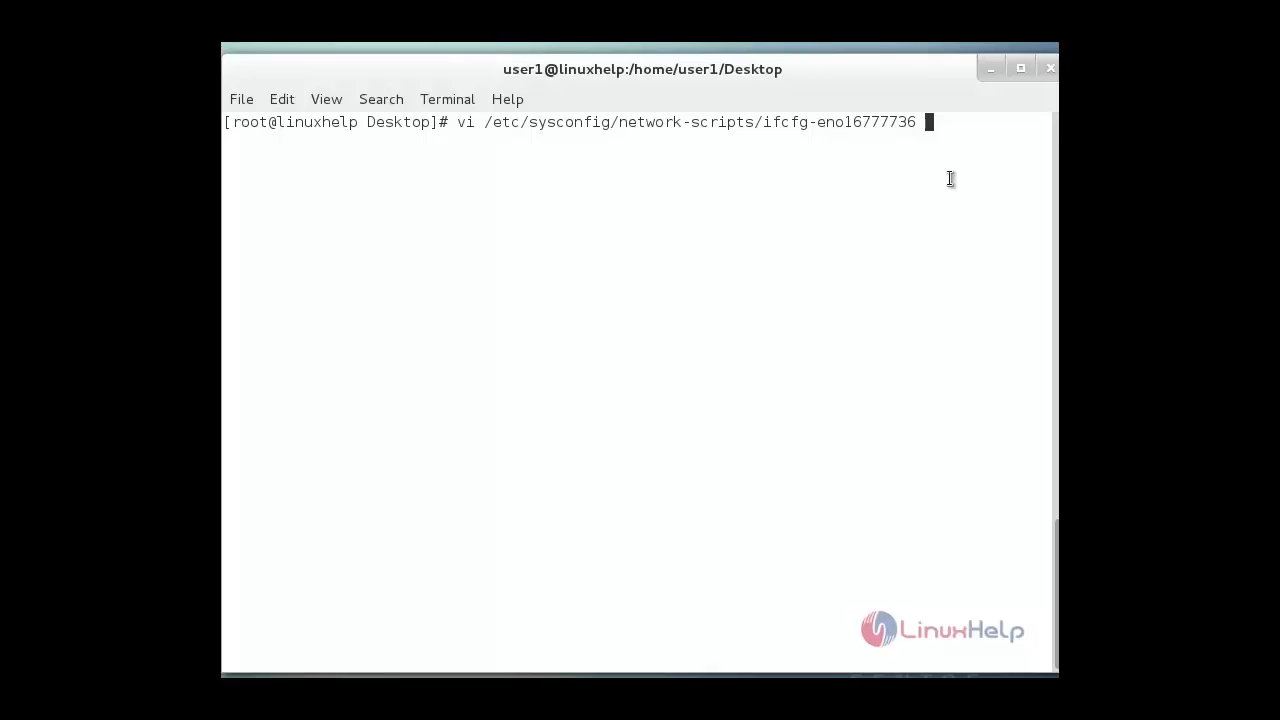 user1@linuxhelp:/home/user1/Desktop
File Edit View Search Terminal Help
[root@linuxhelp Desktop]# vi /etc/sysconfig/network-scripts/ifcfg-eno16777736
LinuxHelp